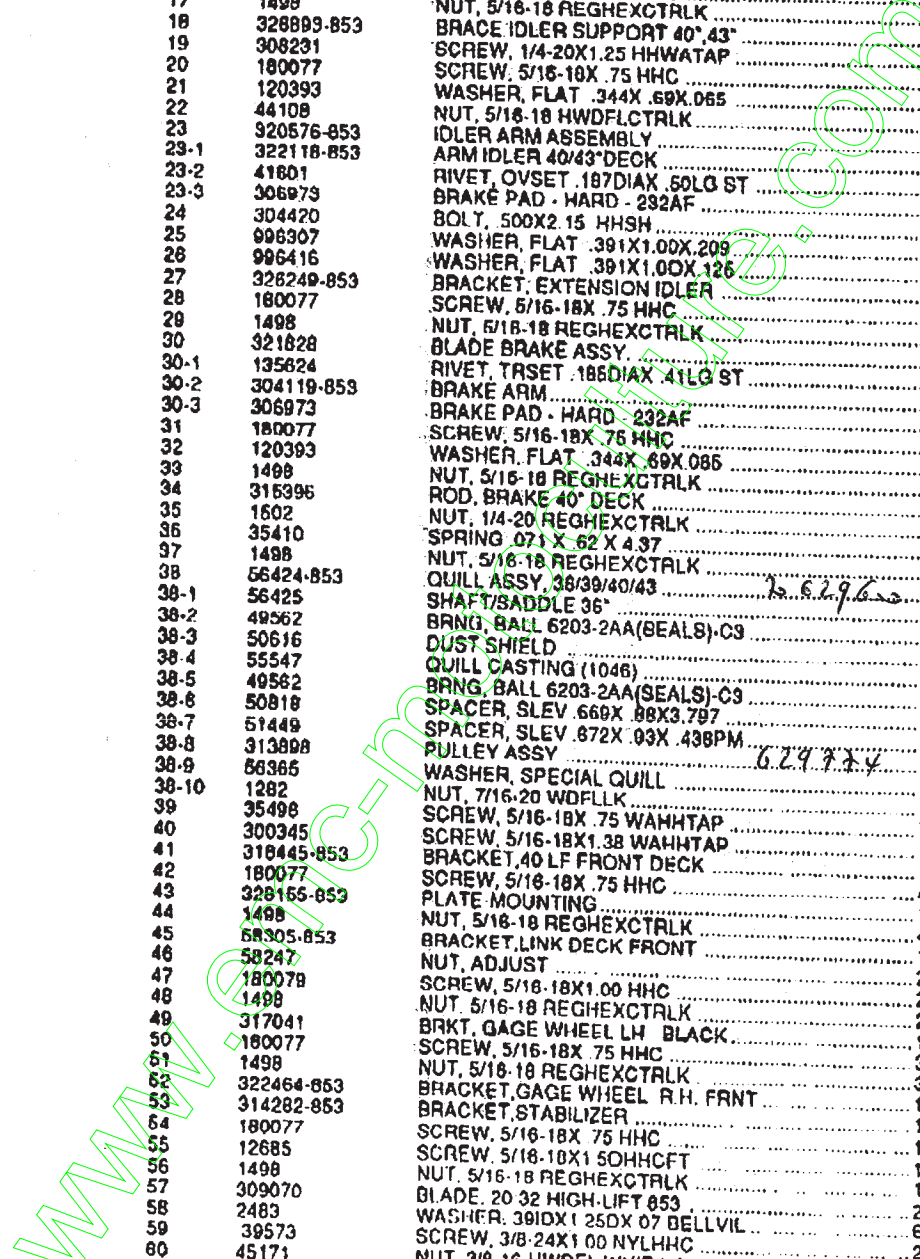 17 1498 NUT, 5/16-18 REGHEXCTRLK
18 328893-853 BRACE IDLER SUPPORT 40",43"
19 308231 SCREW, 1/4-20X1.25 HHWATAP
20 180077 SCREW, 5/16-18X .75 HHC
21 120393 WASHER, FLAT .344X .69X.065
22 44108 NUT, 5/16-18 HWDFLCTRLK
23 320576-853 IDLER ARM ASSEMBLY
23-1 322118-853 ARM IDLER 40/43"DECK
23-2 41601 RIVET, OVSET .187DIAX .50LG ST
23-3 306973 BRAKE PAD - HARD - 232AF
24 304420 BOLT, .500X2.15 HHSH
25 996307 WASHER, FLAT .391X1.00X.209
26 996416 WASHER, FLAT .391X1.00X.125
27 326249-853 BRACKET, EXTENSION IDLER
28 180077 SCREW, 5/16-18X .75 HHC
29 1498 NUT, 5/16-18 REGHEXCTRLK
30 321828 BLADE BRAKE ASSY.
30-1 135624 RIVET, TRSET .186DIAX .41LG ST
30-2 304119-853 BRAKE ARM
30-3 306973 BRAKE PAD - HARD - 232AF
31 180077 SCREW, 5/16-18X .75 HHC
32 120393 WASHER, FLAT .344X .69X.065
33 1498 NUT, 5/16-18 REGHEXCTRLK
34 315396 ROD, BRAKE 40" DECK
35 1602 NUT, 1/4-20 REGHEXCTRLK
36 35410 SPRING .071 X .62 X 4.37
37 1498 NUT, 5/16-18 REGHEXCTRLK
38 56424-853 QUILL ASSY, 38/39/40/43
38-1 56425 SHAFT/SADDLE 36"
38-2 49562 BRNG, BALL 6203-2AA(SEALS)-C3
38-3 50616 DUST SHIELD
38-4 55547 QUILL CASTING (1046)
38-5 49562 BRNG, BALL 6203-2AA(SEALS)-C3
38-6 50818 SPACER, SLEV .669X .88X3.797
38-7 51449 SPACER, SLEV .672X .93X .438PM
38-8 313898 PULLEY ASSY 629774
38-9 56365 WASHER, SPECIAL QUILL
38-10 1282 NUT, 7/16-20 WDFLLK
39 35498 SCREW, 5/16-18X .75 WAHHTAP
40 300345 SCREW, 5/16-18X1.38 WAHHTAP
41 318445-853 BRACKET,40 LF FRONT DECK
42 180077 SCREW, 5/16-18X .75 HHC
43 328155-853 PLATE MOUNTING
44 1498 NUT, 5/16-18 REGHEXCTRLK
45 58305-853 BRACKET,LINK DECK FRONT
46 58247 NUT, ADJUST
47 180079 SCREW, 5/16-18X1.00 HHC
48 1498 NUT, 5/16-18 REGHEXCTRLK
49 317041 BRKT, GAGE WHEEL LH BLACK
50 180077 SCREW, 5/16-18X .75 HHC
51 1498 NUT, 5/16-18 REGHEXCTRLK
52 322464-853 BRACKET,GAGE WHEEL R.H. FRNT
53 314282-853 BRACKET,STABILIZER
54 180077 SCREW, 5/16-18X .75 HHC
55 12685 SCREW, 5/16-18X1 50HHCFT
56 1498 NUT, 5/16-18 REGHEXCTRLK
57 309070 BLADE, 20 32 HIGH-LIFT 853 2
58 2483 WASHER, 39IDX1 25DX 07 BELLVIL
59 39573 SCREW, 3/8-24X1 00 NYLHHC
60 45171
www.emc-motoculture.com